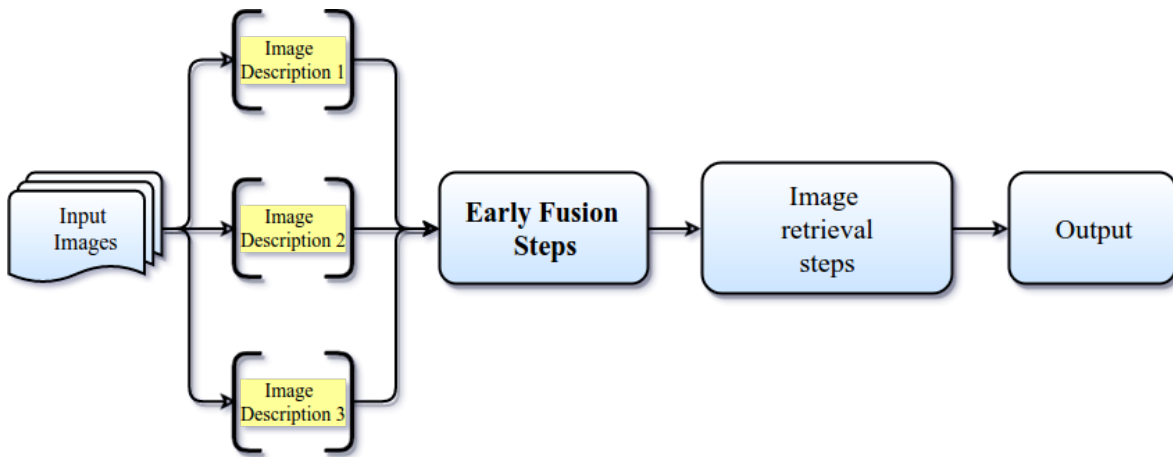 Input
Images
Image
Description 1
Image
Description 2
Image
Description 3
Early Fusion
Steps
Image
retrieval
steps
Output